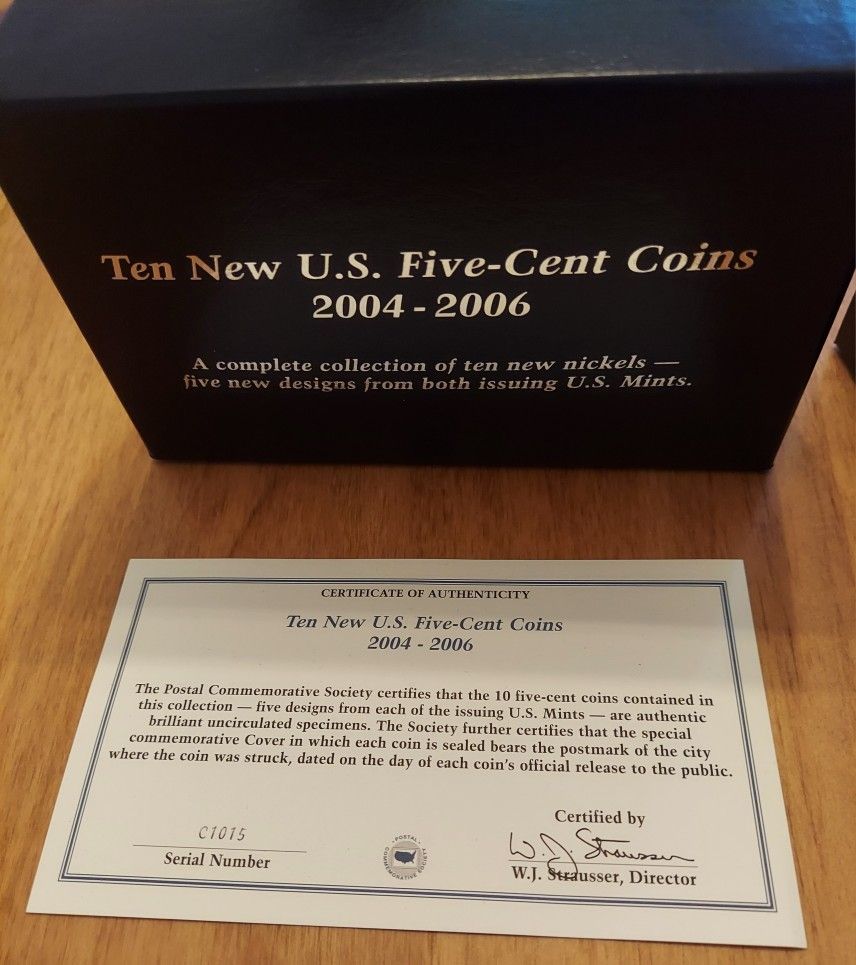 Ten New U.S. Five-Cent Coins
2004 - 2006
A complete collection of ten new nickels —
five new designs from both issuing U.S. Mints.
CERTIFICATE OF AUTHENTICITY
Ten New U.S. Five-Cent Coins
2004 - 2006
The Postal Commemorative Society certifies that the 10 five-cent coins contained in
this collection — five designs from each of the issuing U.S. Mints — are authentic
brilliant uncirculated specimens. The Society further certifies that the special
commemorative Cover in which each coin is sealed bears the postmark of the city
where the coin was struck, dated on the day of each coin's official release to the public.
C1015
Serial Number
POSTAL COMMEMORATIVE SOCIETY
Certified by
W. J. Strausser
W.J. Strausser, Director